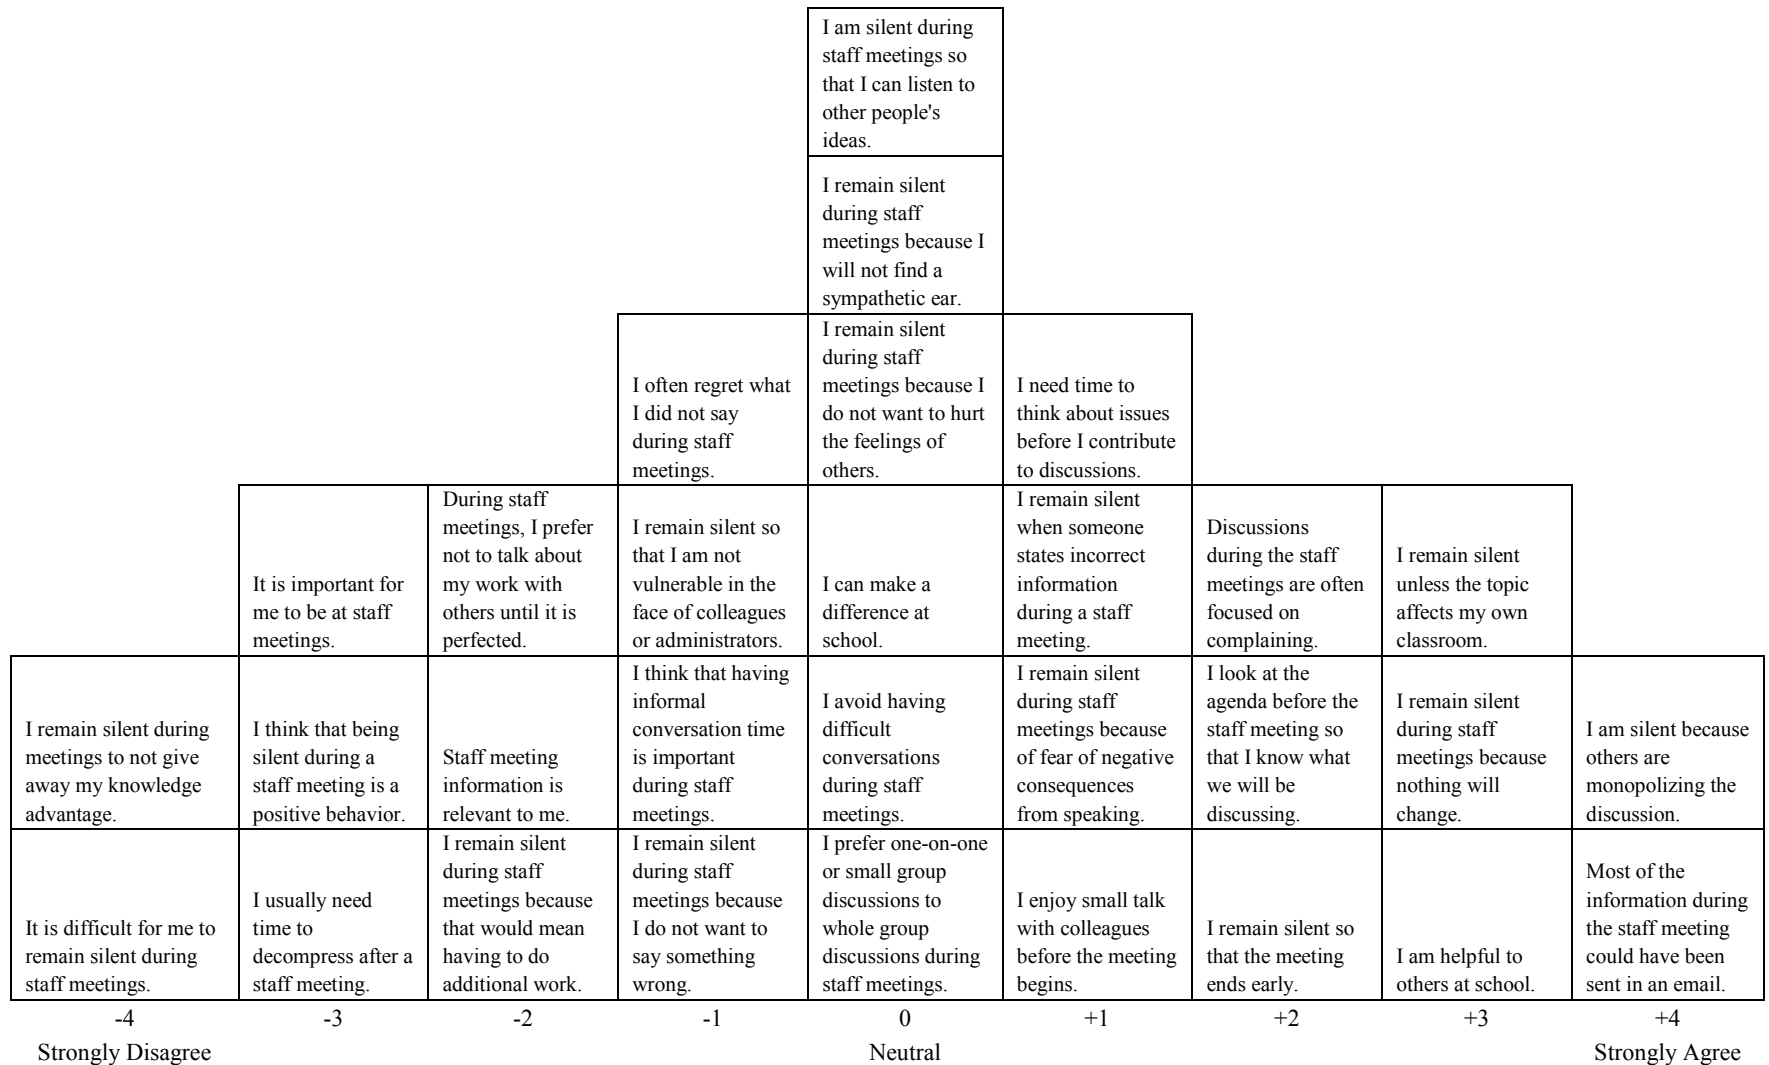 I am silent during
staff meetings so
that I can listen to
other people's
ideas.
I remain silent
during staff
meetings because I
will not find a
sympathetic ear.
I often regret what
I did not say
during staff
meetings.
I remain silent
during staff
meetings because I
do not want to hurt
the feelings of
others.
I need time to
think about issues
before I contribute
to discussions.
It is important for
me to be at staff
meetings.
During staff
meetings, I prefer
not to talk about
my work with
others until it is
perfected.
I remain silent so
that I am not
vulnerable in the
face of colleagues
or administrators.
I can make a
difference at
school.
I remain silent
when someone
states incorrect
information
during a staff
meeting.
Discussions
during the staff
meetings are often
focused on
complaining.
I remain silent
unless the topic
affects my own
classroom.
I remain silent during
meetings to not give
away my knowledge
advantage.
I think that being
silent during a
staff meeting is a
positive behavior.
Staff meeting
information is
relevant to me.
I think that having
informal
conversation time
is important
during staff
meetings.
I avoid having
difficult
conversations
during staff
meetings.
I remain silent
during staff
meetings because
of fear of negative
consequences
from speaking.
I look at the
agenda before the
staff meeting so
that I know what
we will be
discussing.
I remain silent
during staff
meetings because
nothing will
change.
I am silent because
others are
monopolizing the
discussion.
It is difficult for me to
remain silent during
staff meetings.
I usually need
time to
decompress after a
staff meeting.
I remain silent
during staff
meetings because
that would mean
having to do
additional work.
I remain silent
during staff
meetings because
I do not want to
say something
wrong.
I prefer one-on-one
or small group
discussions to
whole group
discussions during
staff meetings.
I enjoy small talk
with colleagues
before the meeting
begins.
I remain silent so
that the meeting
ends early.
I am helpful to
others at school.
Most of the
information during
the staff meeting
could have been
sent in an email.
-4 -3 -2 -1 0 +1 +2 +3 +4
Strongly Disagree Neutral Strongly Agree